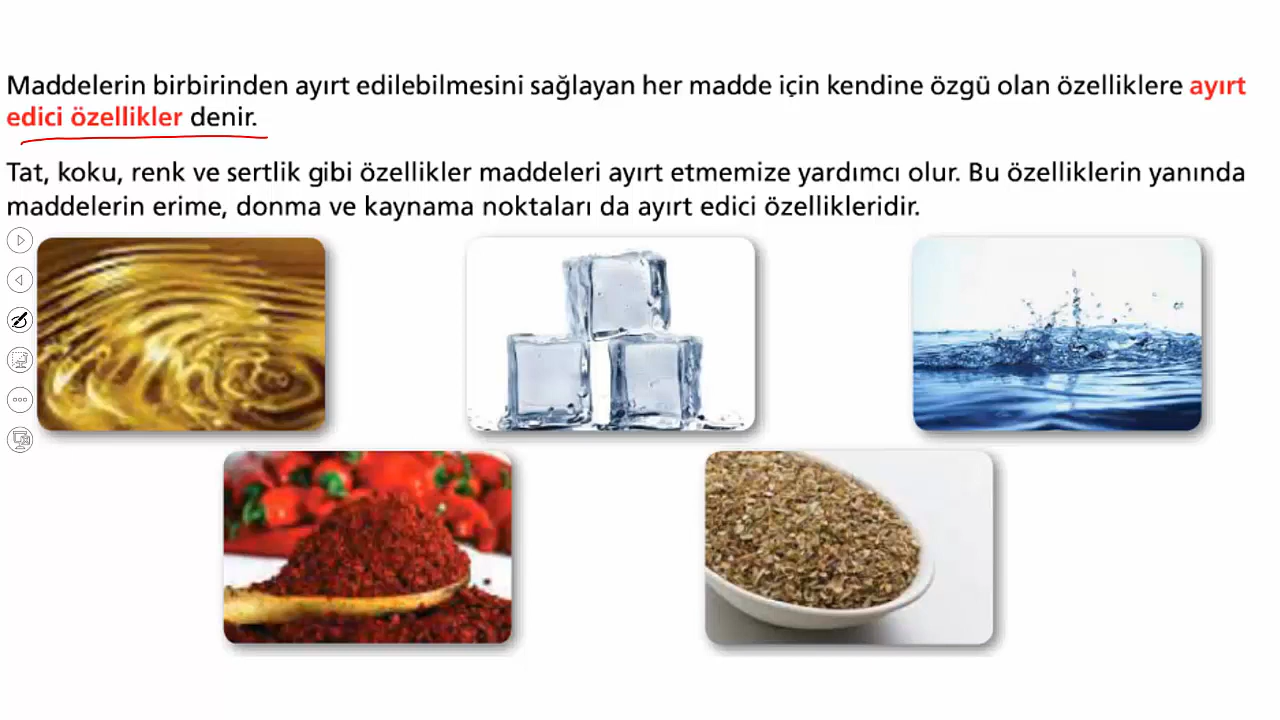 Maddelerin birbirinden ayırt edilebilmesini sağlayan her madde için kendine özgü olan özelliklere ayırt
edici özellikler denir.
Tat, koku, renk ve sertlik gibi özellikler maddeleri ayırt etmemize yardımcı olur. Bu özelliklerin yanında
maddelerin erime, donma ve kaynama noktaları da ayırt edici özellikleridir.